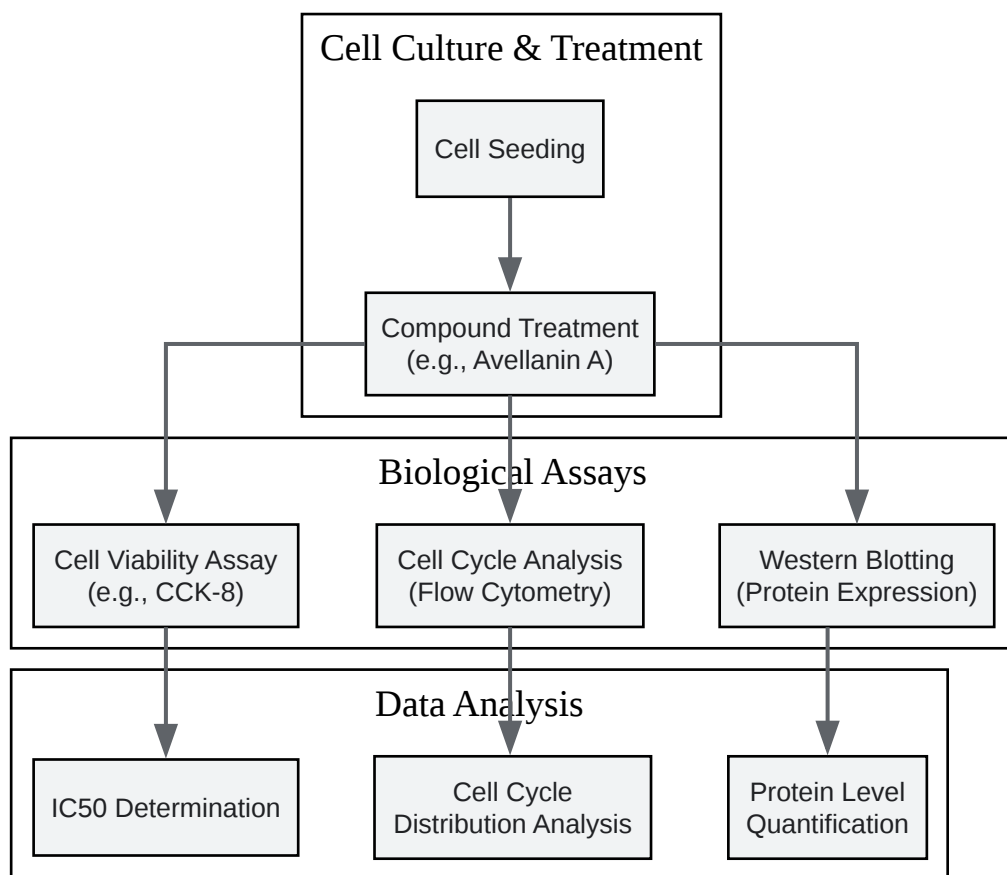 Cell Culture & Treatment
Cell Seeding
Compound Treatment
(e.g., Avellanin A)
Biological Assays
Cell Viability Assay
(e.g., CCK-8)
Cell Cycle Analysis
(Flow Cytometry)
Western Blotting
(Protein Expression)
Data Analysis
IC50 Determination
Cell Cycle
Distribution Analysis
Protein Level
Quantification